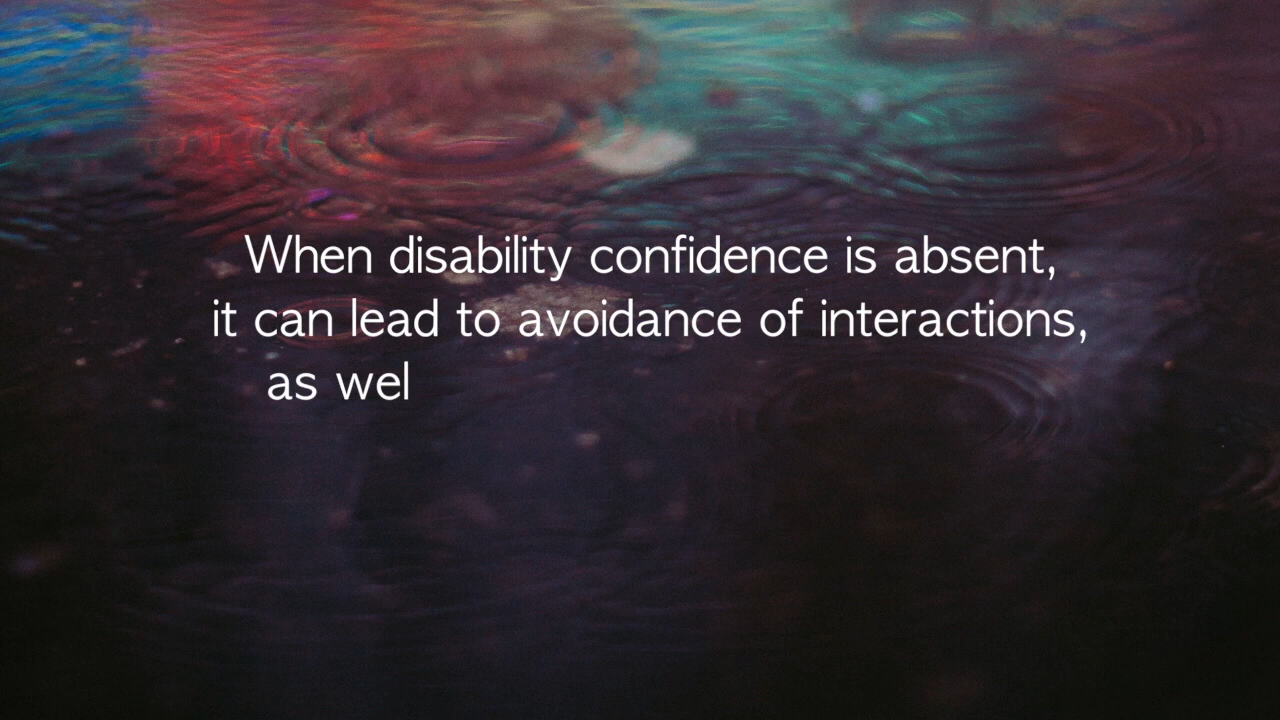 When disability confidence is absent,
it can lead to avoidance of interactions,
as wel